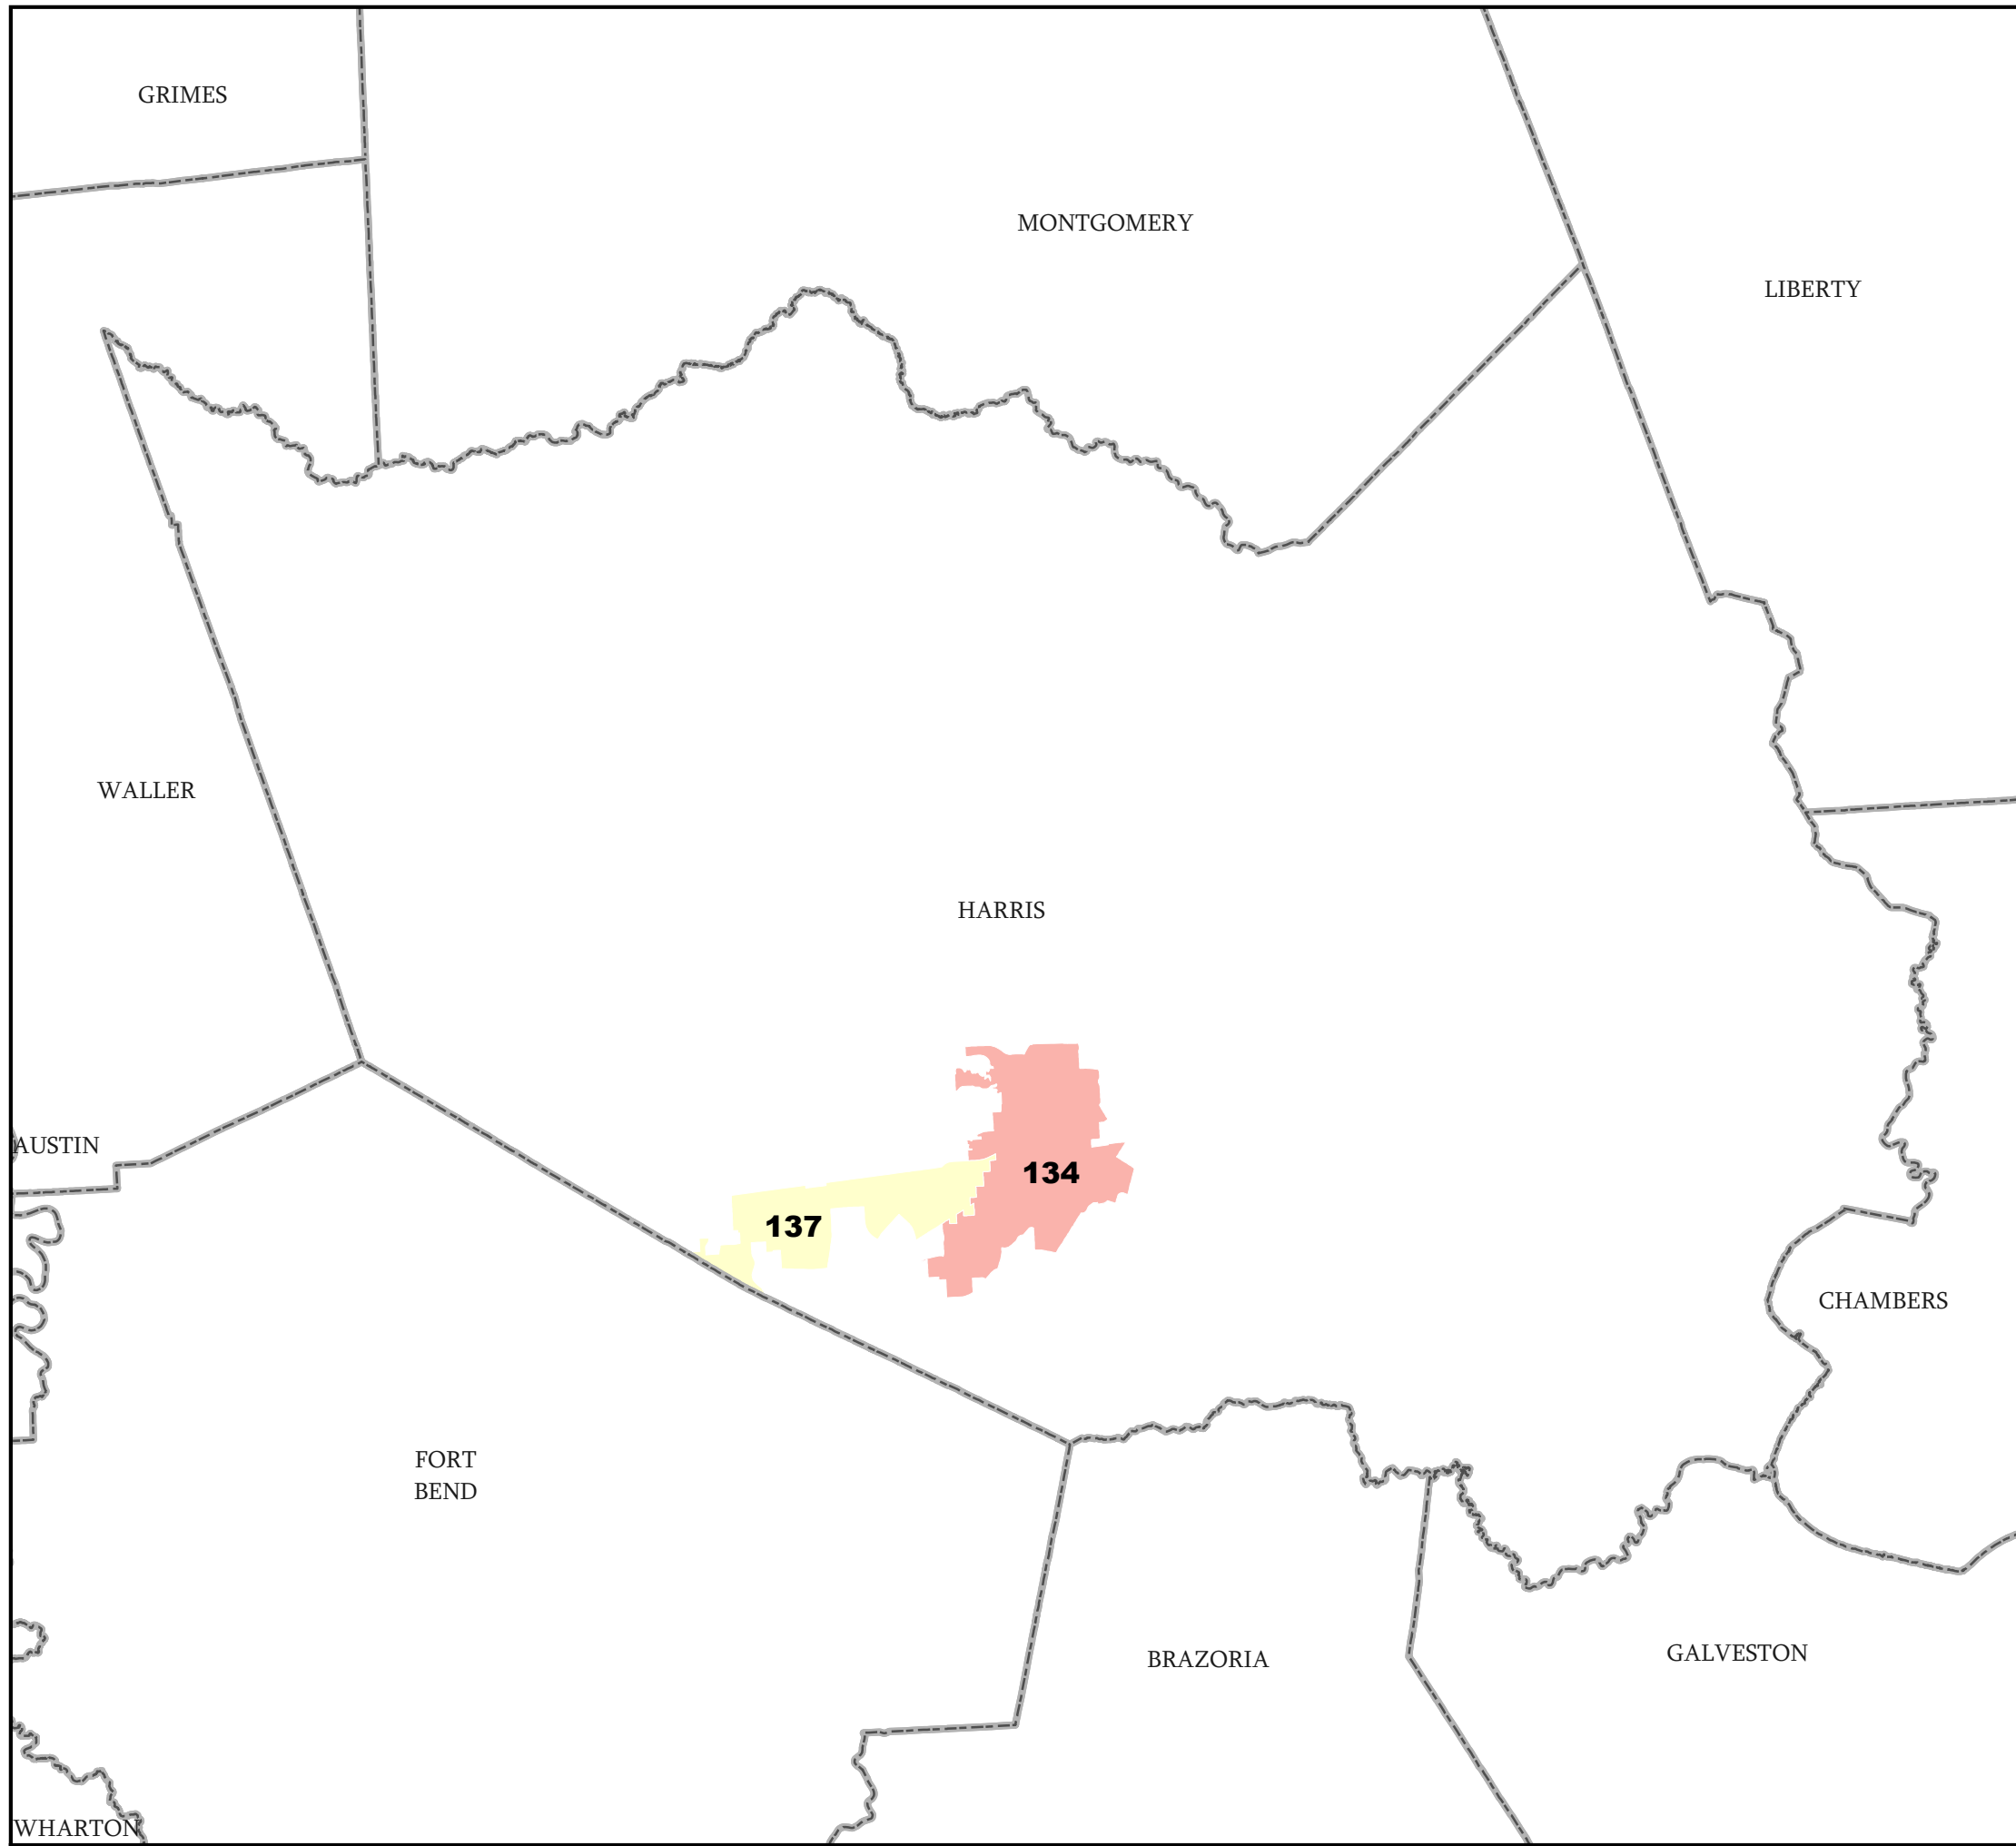 GRIMES
MONTGOMERY
LIBERTY
WALLER
HARRIS
AUSTIN
134
137
CHAMBERS
FORT
BEND
BRAZORIA
GALVESTON
WHARTON